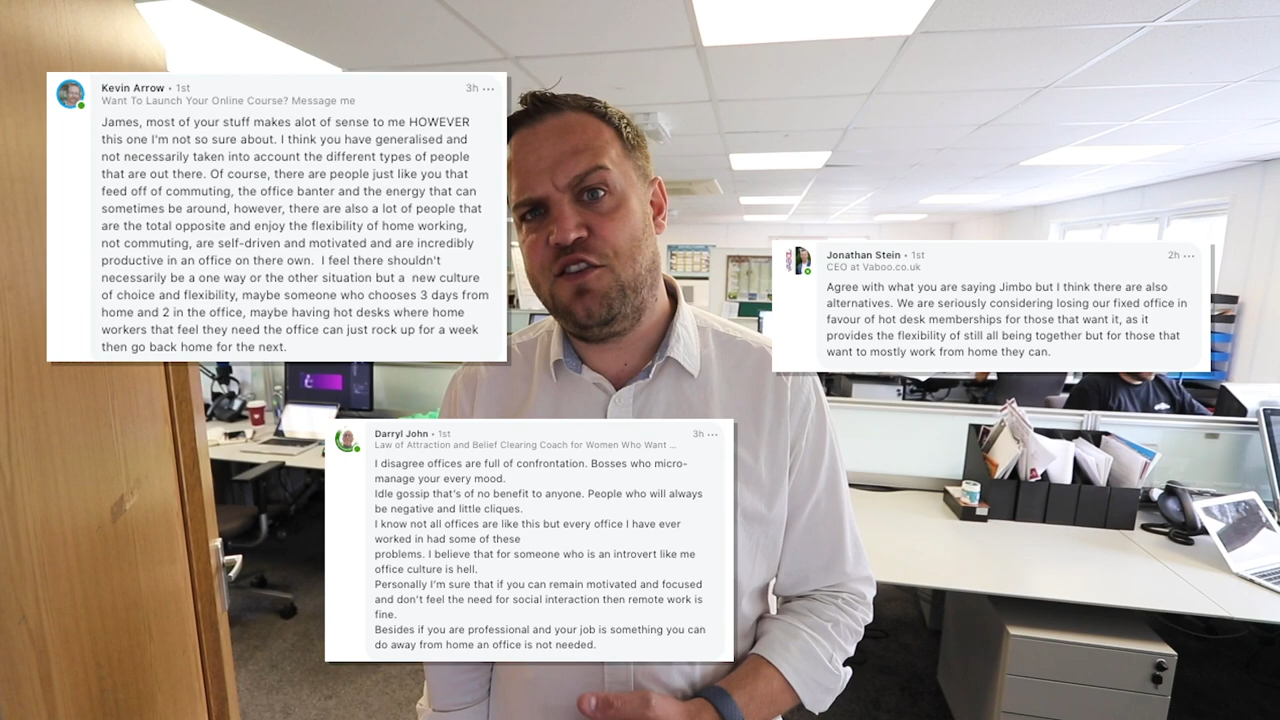 Kevin Arrow • 1st
3h •••
Want To Launch Your Online Course? Message me
James, most of your stuff makes alot of sense to me HOWEVER
this one I'm not so sure about. I think you have generalised and
not necessarily taken into account the different types of people
that are out there. Of course, there are people just like you that
feed off of commuting, the office banter and the energy that can
sometimes be around, however, there are also a lot of people that
are the total opposite and enjoy the flexibility of home working,
not commuting, are self-driven and motivated and are incredibly
productive in an office on there own.  I feel there shouldn't
necessarily be a one way or the other situation but a  new culture
of choice and flexibility, maybe someone who chooses 3 days from
home and 2 in the office, maybe having hot desks where home
workers that feel they need the office can just rock up for a week
then go back home for the next.
Jonathan Stein • 1st
2h •••
CEO at Vaboo.co.uk
Agree with what you are saying Jimbo but I think there are also
alternatives. We are seriously considering losing our fixed office in
favour of hot desk memberships for those that want it, as it
provides the flexibility of still all being together but for those that
want to mostly work from home they can.
Darryl John • 1st
3h •••
Law of Attraction and Belief Clearing Coach for Women Who Want ...
I disagree offices are full of confrontation. Bosses who micro-
manage your every mood.
Idle gossip that's of no benefit to anyone. People who will always
be negative and little cliques.
I know not all offices are like this but every office I have ever
worked in had some of these
problems. I believe that for someone who is an introvert like me
office culture is hell.
Personally I'm sure that if you can remain motivated and focused
and don't feel the need for social interaction then remote work is
fine.
Besides if you are professional and your job is something you can
do away from home an office is not needed.